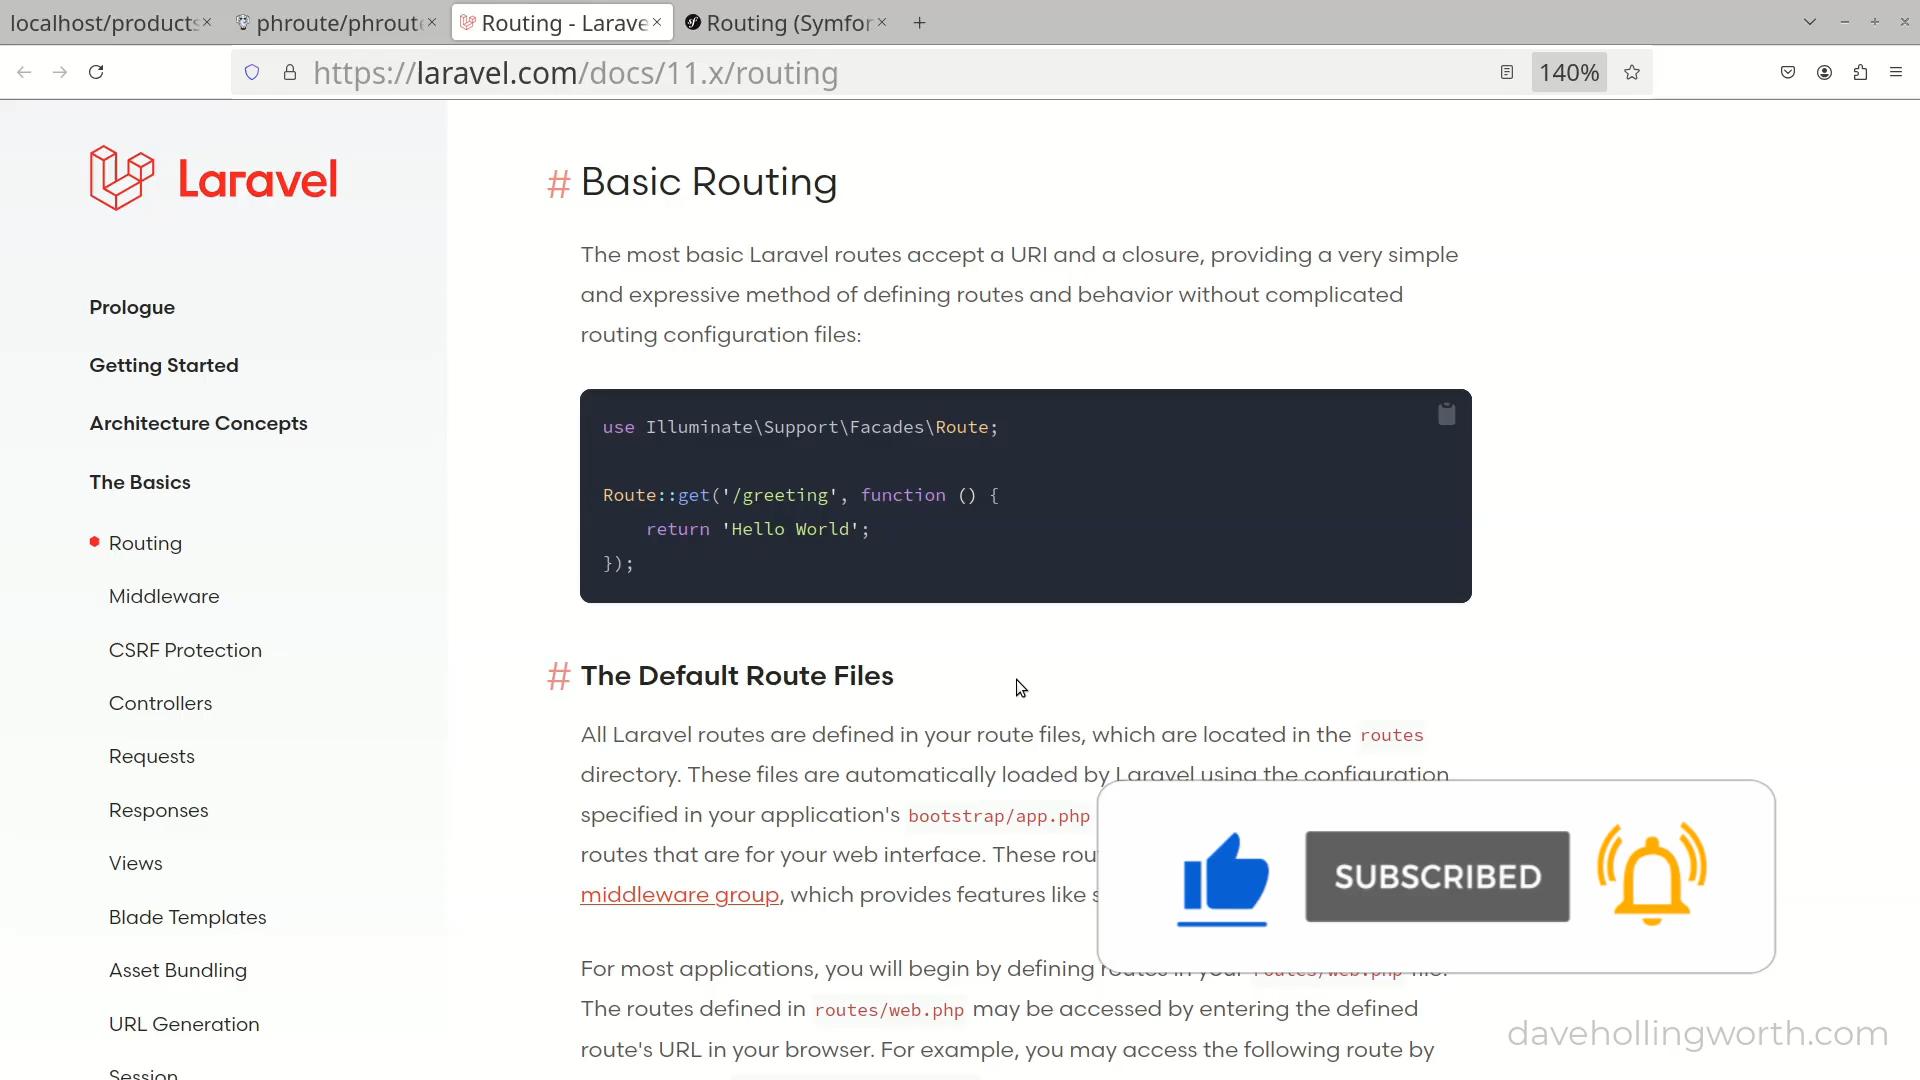 localhost/products
phroute/phroute
Routing - Larave
Routing (Symfor
https://laravel.com/docs/11.x/routing
140%
Laravel
Prologue
Getting Started
Architecture Concepts
The Basics
Routing
Middleware
CSRF Protection
Controllers
Requests
Responses
Views
Blade Templates
Asset Bundling
URL Generation
Session
# Basic Routing
The most basic Laravel routes accept a URI and a closure, providing a very simple
and expressive method of defining routes and behavior without complicated
routing configuration files:
use Illuminate\Support\Facades\Route;
Route::get('/greeting', function () {
return 'Hello World';
});
# The Default Route Files
All Laravel routes are defined in your route files, which are located in the routes
directory. These files are automatically loaded by Laravel using the configuration
specified in your application's bootstrap/app.php
routes that are for your web interface. These rou
middleware group, which provides features like s
For most applications, you will begin by defining routes in your routes/web.php file.
The routes defined in routes/web.php may be accessed by entering the defined
route's URL in your browser. For example, you may access the following route by
SUBSCRIBED
davehollingworth.com